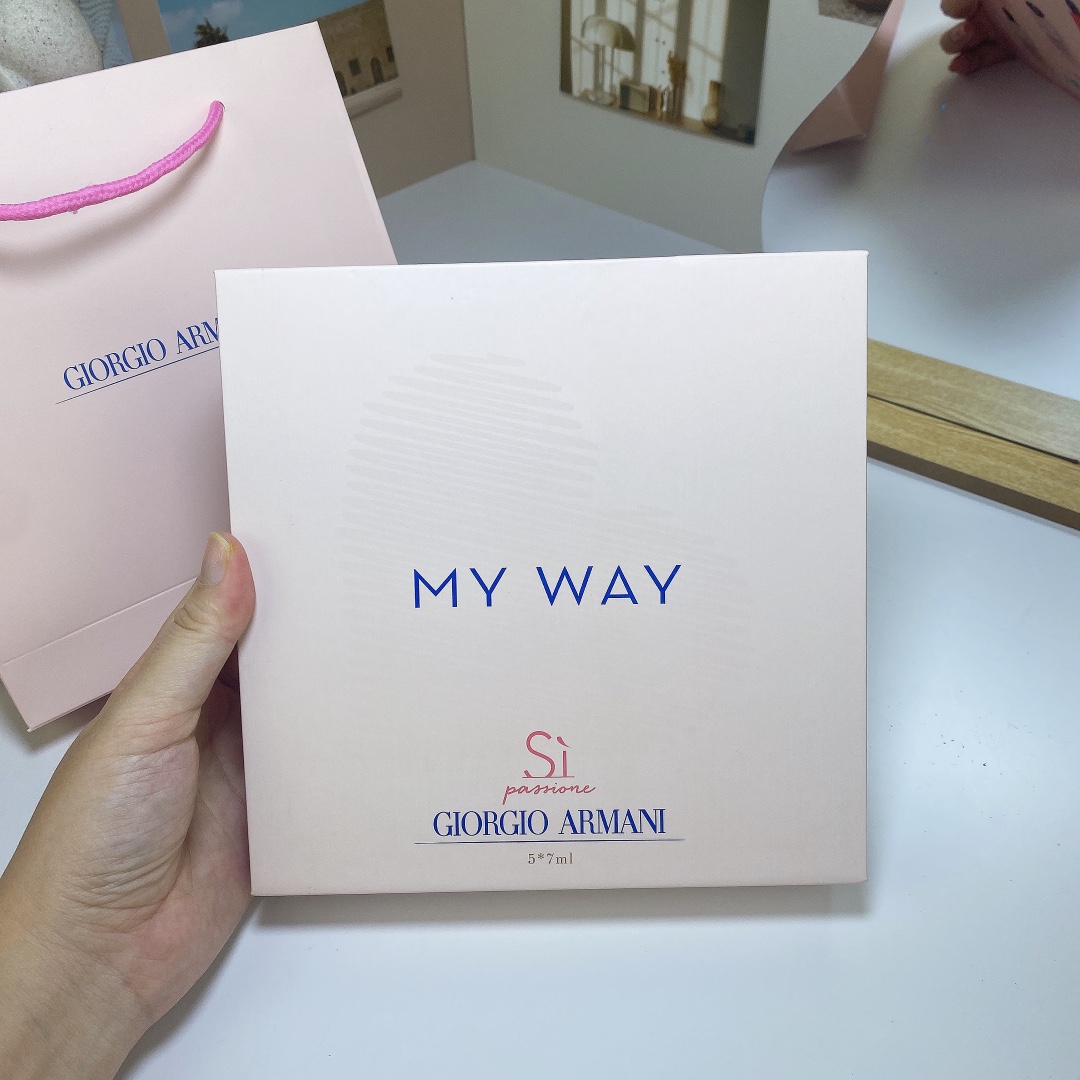 GIORGIO ARM
MY WAY
Sì
passione
GIORGIO ARMANI
5*7ml